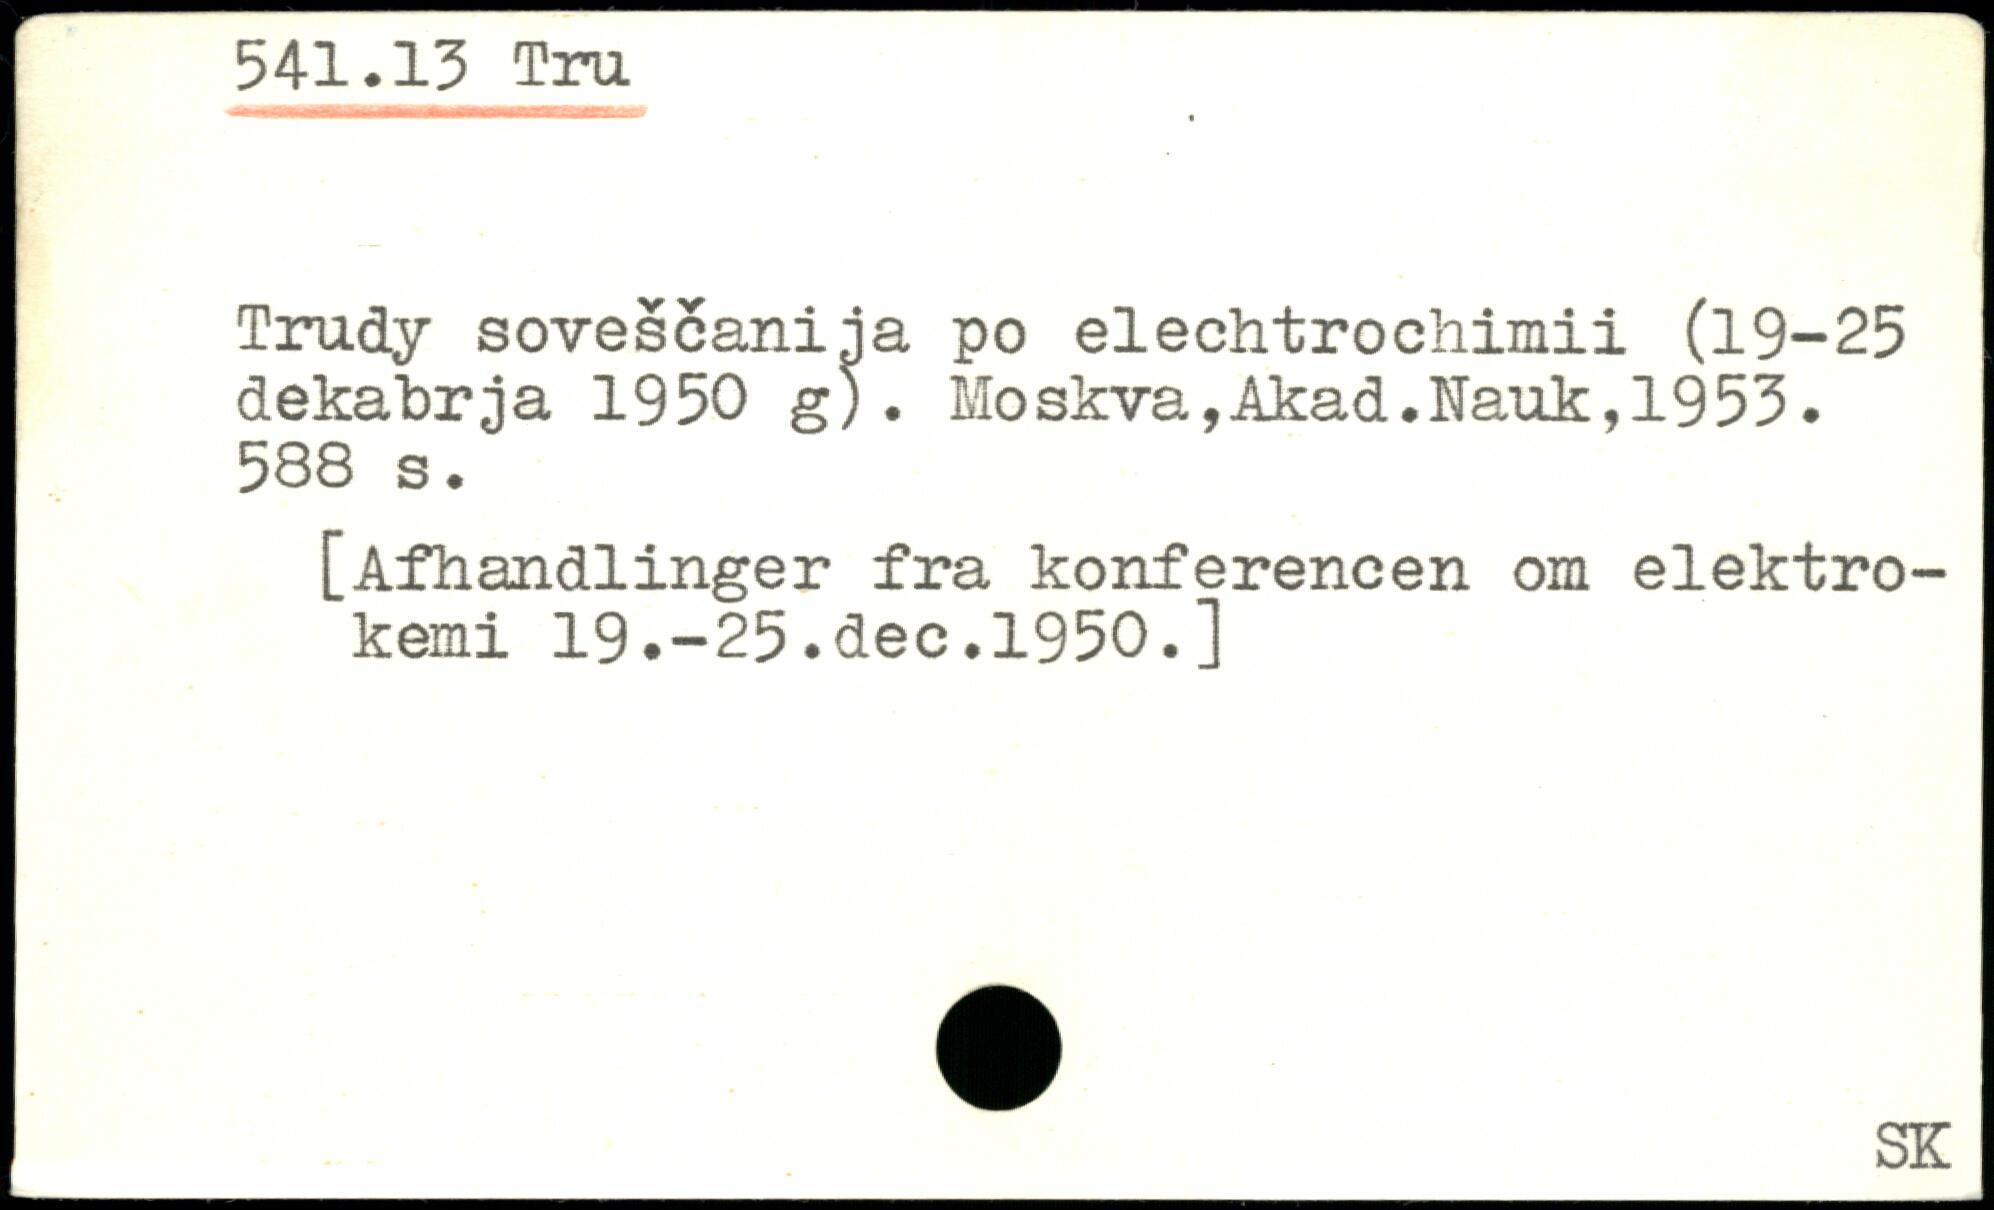 541.13 Tru
Trudy soveščanija po elechtrochimii (19-25
dekabrja 1950 g). Moskva,Akad.Nauk,1953.
588 s.
[Afhandlinger fra konferencen om elektro-
kemi 19.-25.dec.1950.]
SK